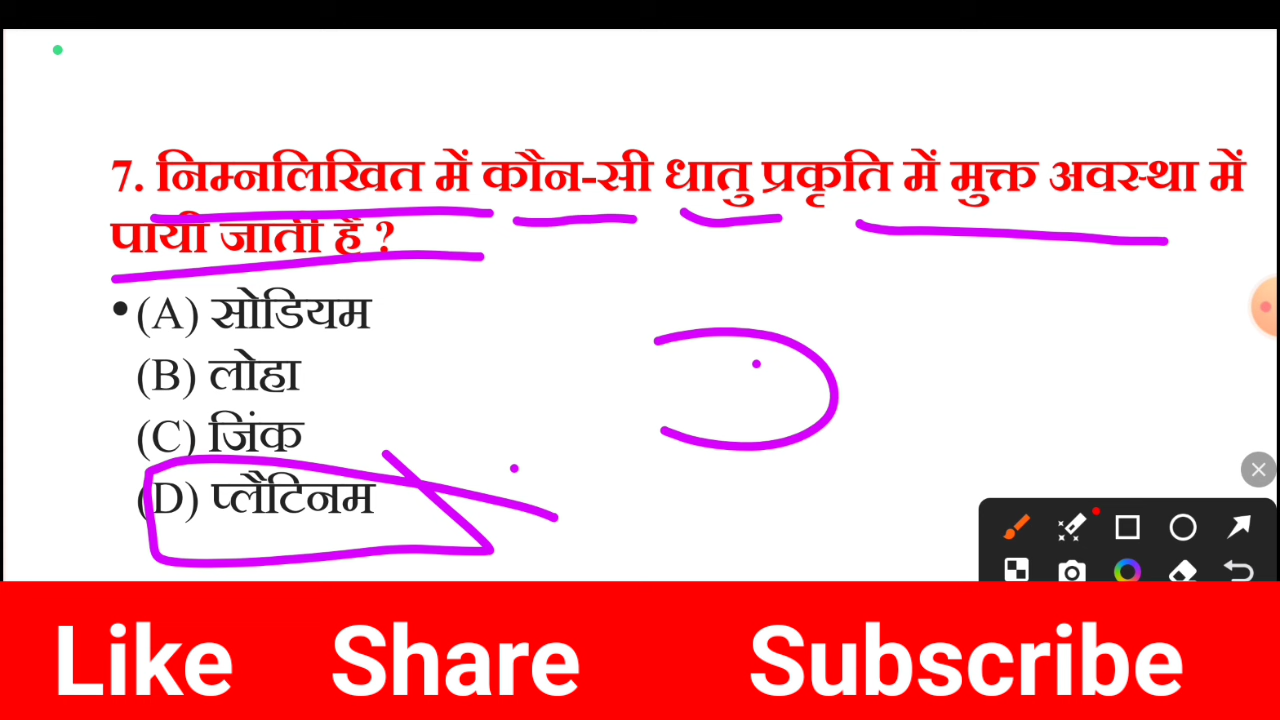 7. निम्नलिखित में कौन-सी धातु प्रकृति में मुक्त अवस्था में
पायी जाती है ?
• (A) सोडियम
(B) लोहा
(C) जिंक
(D) प्लैटिनम
Like Share Subscribe